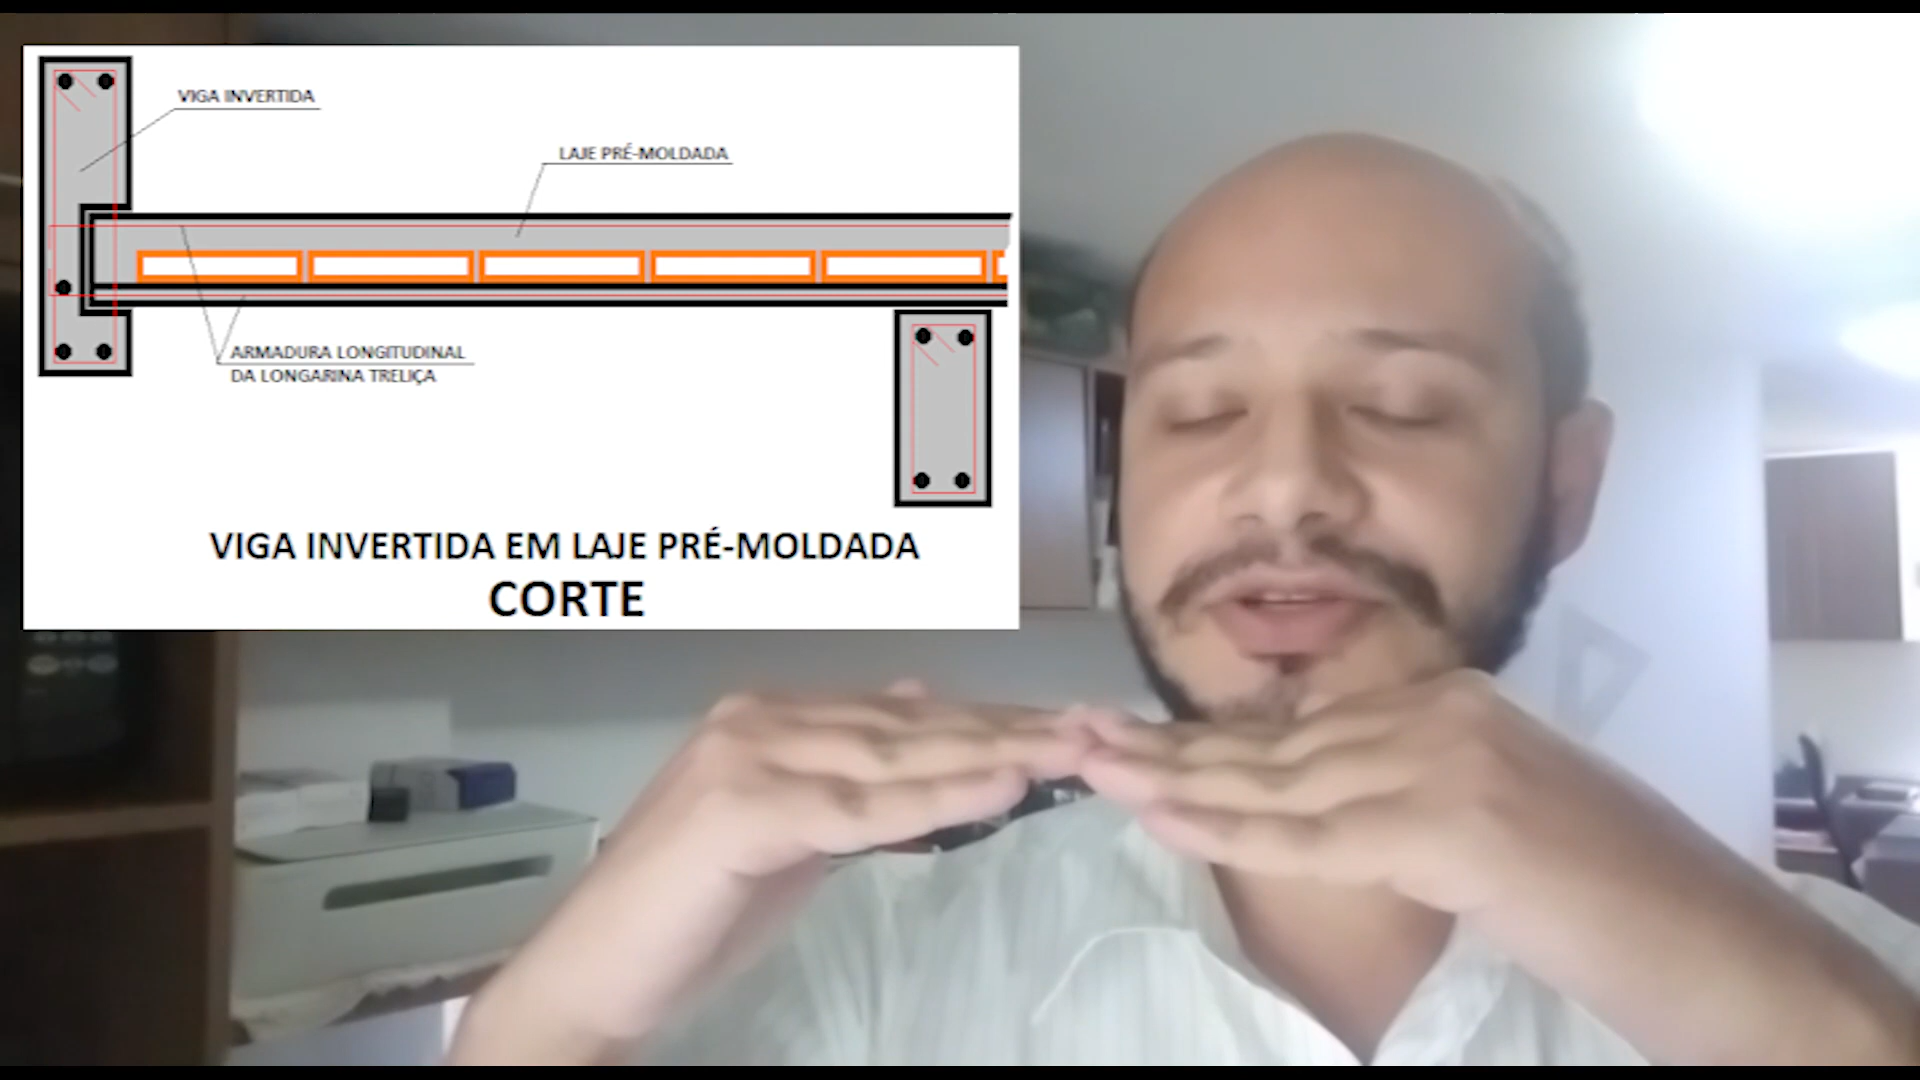 VIGA INVERTIDA
LAJE PRÉ-MOLDADA
ARMADURA LONGITUDINAL
DA LONGARINA TRELIÇA
VIGA INVERTIDA EM LAJE PRÉ-MOLDADA
CORTE